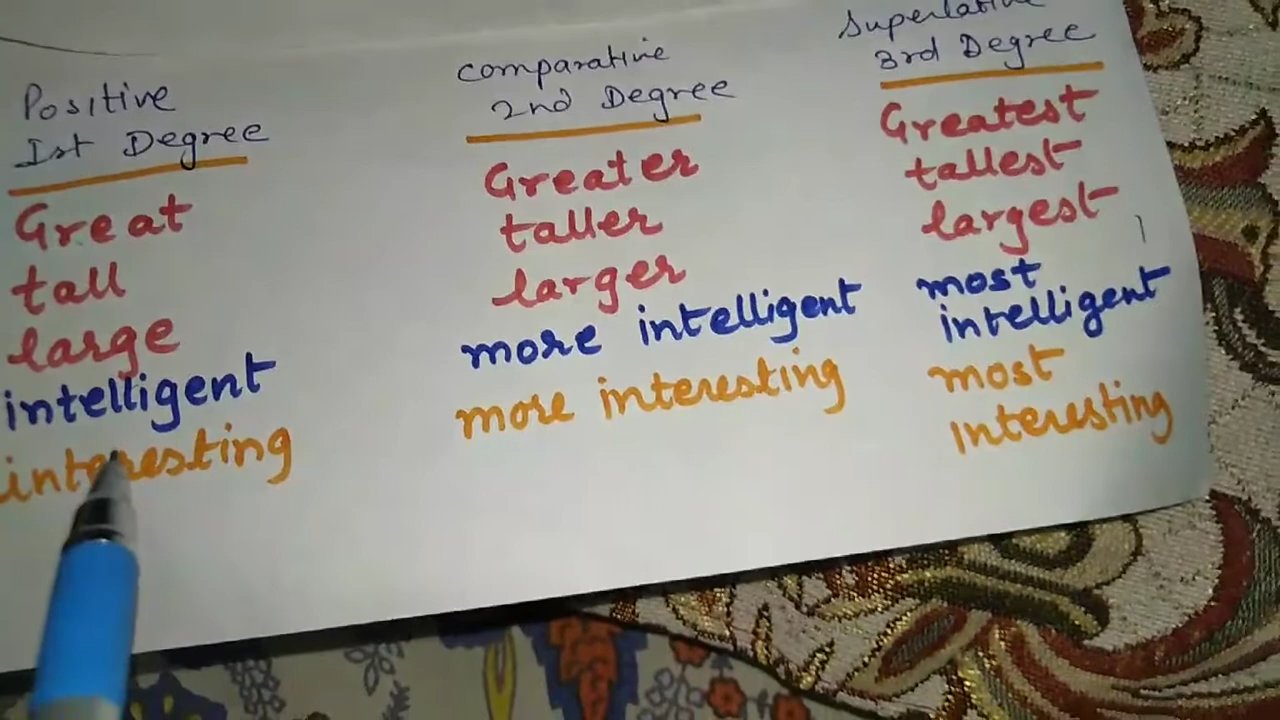 Positive
Ist Degree
Great
tall
large
intelligent
interesting
comparative
2nd Degree
Greater
taller
larger
more intelligent
more interesting
Superlative
3rd Degree
Greatest
tallest
largest
most
intelligent
most
Interesting